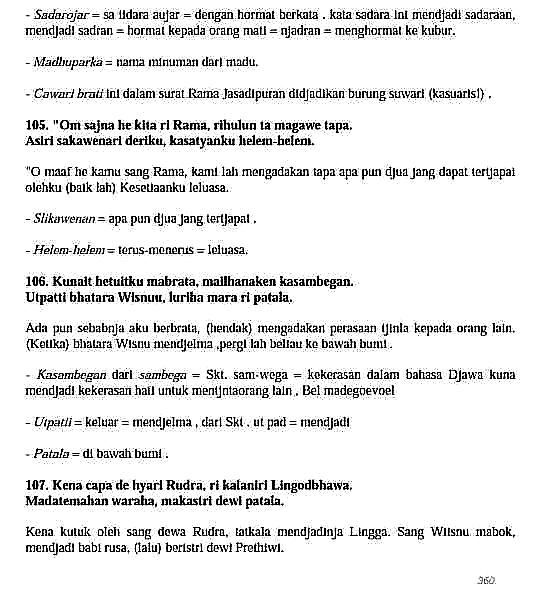 - Sadarojar = sa iidara aujar = dengan hormat berkata . kata sadara ini mendjadi sadaraan,
mendjadi sadran = hormat kepada orang mati = njadran = menghormat ke kubur.
- Madhuparka = nama minuman dari madu.
- Cawari brati ini dalam surat Rama Jasadipuran didjadikan burung suwari (kasuarisi) .
105. "Om sajna he kita ri Rama, rihulun ta magawe tapa.
Asiri sakawenari deriku, kasatyanku helem-helem.
"O maaf he kamu sang Rama, kami lah mengadakan tapa apa pun djua jang dapat tertjapai
olehku (baik lah) Kesetiaanku leluasa.
- Slikawenan = apa pun djua jang tertjapai .
- Helem-helem = terus-menerus = leluasa.
106. Kunait hetuitku mabrata, mailhanaken kasambegan.
Utpatti bhatara Wisnuu, luriha mara ri patala.
Ada pun sebabnja aku berbrata, (hendak) mengadakan perasaan tjinta kepada orang lain.
(Ketika) bhatara Wisnu mendjelma ,pergi lah beliau ke bawah bumi .
- Kasambegan dari sambega = Skt. sam-wega = kekerasan dalam bahasa Djawa kuna
mendjadi kekerasan hati untuk mentjntaorang lain , Bel madegoevoel
- Utpatii = keluar = mendjelma , dari Skt . ut pad = mendjadi
- Patala = di bawah bumi .
107. Kena capa de hyari Rudra, ri kalaniri Lingodbhawa.
Madatemahan waraha, makastri dewi patala.
Kena kutuk oleh sang dewa Rudra, tatkala mendjadinja Lingga. Sang Wiisnu mabok,
mendjadi babi rusa, (lalu) beristri dewi Prethiwi.
360